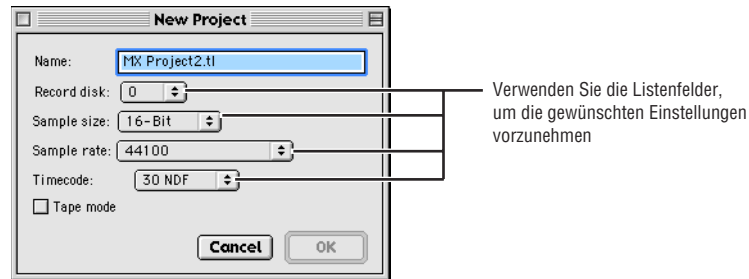 New Project
Name: MX Project2.tl
Record disk: 0
Sample size: 16-Bit
Sample rate: 44100
Timecode: 30 NDF
Tape mode
Cancel OK
Verwenden Sie die Listenfelder,
um die gewünschten Einstellungen
vorzunehmen